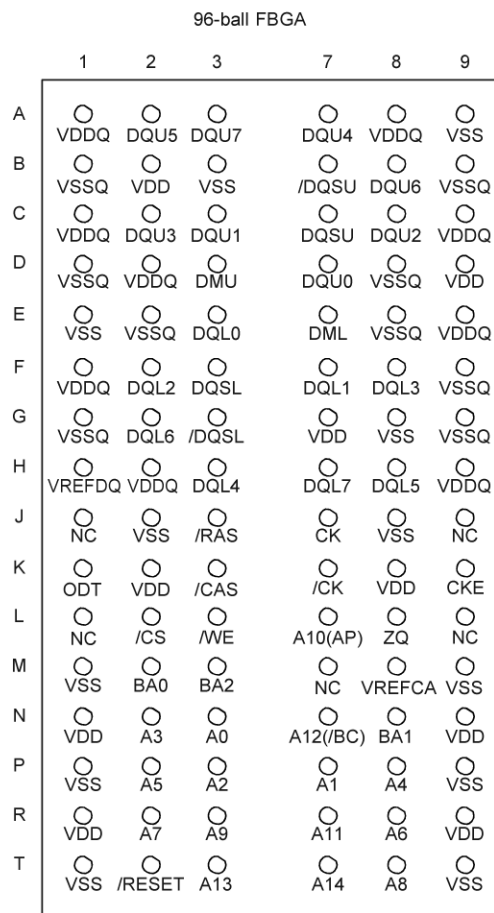 96-ball FBGA
1 2 3 7 8 9
A
VDDQ DQU5 DQU7 DQU4 VDDQ VSS
B
VSSQ VDD VSS /DQSU DQU6 VSSQ
C
VDDQ DQU3 DQU1 DQSU DQU2 VDDQ
D
VSSQ VDDQ DMU DQU0 VSSQ VDD
E
VSS VSSQ DQL0 DML VSSQ VDDQ
F
VDDQ DQL2 DQSL DQL1 DQL3 VSSQ
G
VSSQ DQL6 /DQSL VDD VSS VSSQ
H
VREFDQ VDDQ DQL4 DQL7 DQL5 VDDQ
J
NC VSS /RAS CK VSS NC
K
ODT VDD /CAS /CK VDD CKE
L
NC /CS /WE A10(AP) ZQ NC
M
VSS BA0 BA2 NC VREFCA VSS
N
VDD A3 A0 A12(/BC) BA1 VDD
P
VSS A5 A2 A1 A4 VSS
R
VDD A7 A9 A11 A6 VDD
T
VSS /RESET A13 A14 A8 VSS